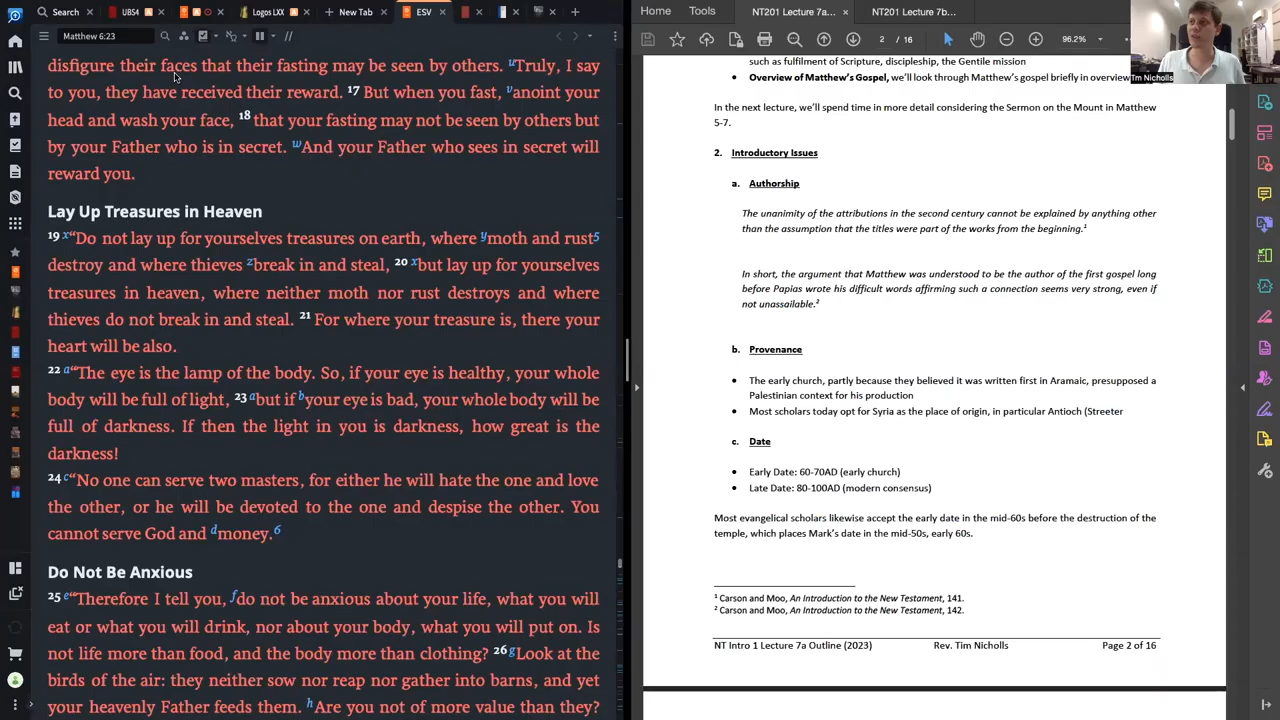 UBS4
Logos LXX
New Tab
ESV
Matthew 6:23
disfigure their faces that their fasting may be seen by others. uTruly, I say
to you, they have received their reward. 17 But when you fast, vanoint your
head and wash your face, 18 that your fasting may not be seen by others but
by your Father who is in secret. wAnd your Father who sees in secret will
reward you.
Lay Up Treasures in Heaven
19 x“Do not lay up for yourselves treasures on earth, where ymoth and rust5
destroy and where thieves zbreak in and steal, 20 xbut lay up for yourselves
treasures in heaven, where neither moth nor rust destroys and where
thieves do not break in and steal. 21 For where your treasure is, there your
heart will be also.
22 a“The eye is the lamp of the body. So, if your eye is healthy, your whole
body will be full of light, 23 abut if byour eye is bad, your whole body will be
full of darkness. If then the light in you is darkness, how great is the
darkness!
24 c“No one can serve two masters, for either he will hate the one and love
the other, or he will be devoted to the one and despise the other. You
cannot serve God and dmoney.6
Do Not Be Anxious
25 e“Therefore I tell you, fdo not be anxious about your life, what you will
eat or what you will drink, nor about your body, what you will put on. Is
not life more than food, and the body more than clothing? 26 gLook at the
birds of the air: they neither sow nor reap nor gather into barns, and yet
your heavenly Father feeds them. hAre you not of more value than they?
Home Tools NT201 Lecture 7a... NT201 Lecture 7b...
2 / 16 96.2%
Tim Nicholls
such as fulfilment of Scripture, discipleship, the Gentile mission
• Overview of Matthew’s Gospel, we’ll look through Matthew’s gospel briefly in overview
In the next lecture, we’ll spend time in more detail considering the Sermon on the Mount in Matthew
5-7.
2. Introductory Issues
a. Authorship
The unanimity of the attributions in the second century cannot be explained by anything other
than the assumption that the titles were part of the works from the beginning.1
In short, the argument that Matthew was understood to be the author of the first gospel long
before Papias wrote his difficult words affirming such a connection seems very strong, even if
not unassailable.2
b. Provenance
• The early church, partly because they believed it was written first in Aramaic, presupposed a
Palestinian context for his production
• Most scholars today opt for Syria as the place of origin, in particular Antioch (Streeter
c. Date
• Early Date: 60-70AD (early church)
• Late Date: 80-100AD (modern consensus)
Most evangelical scholars likewise accept the early date in the mid-60s before the destruction of the
temple, which places Mark’s date in the mid-50s, early 60s.
1 Carson and Moo, An Introduction to the New Testament, 141.
2 Carson and Moo, An Introduction to the New Testament, 142.
NT Intro 1 Lecture 7a Outline (2023) Rev. Tim Nicholls Page 2 of 16